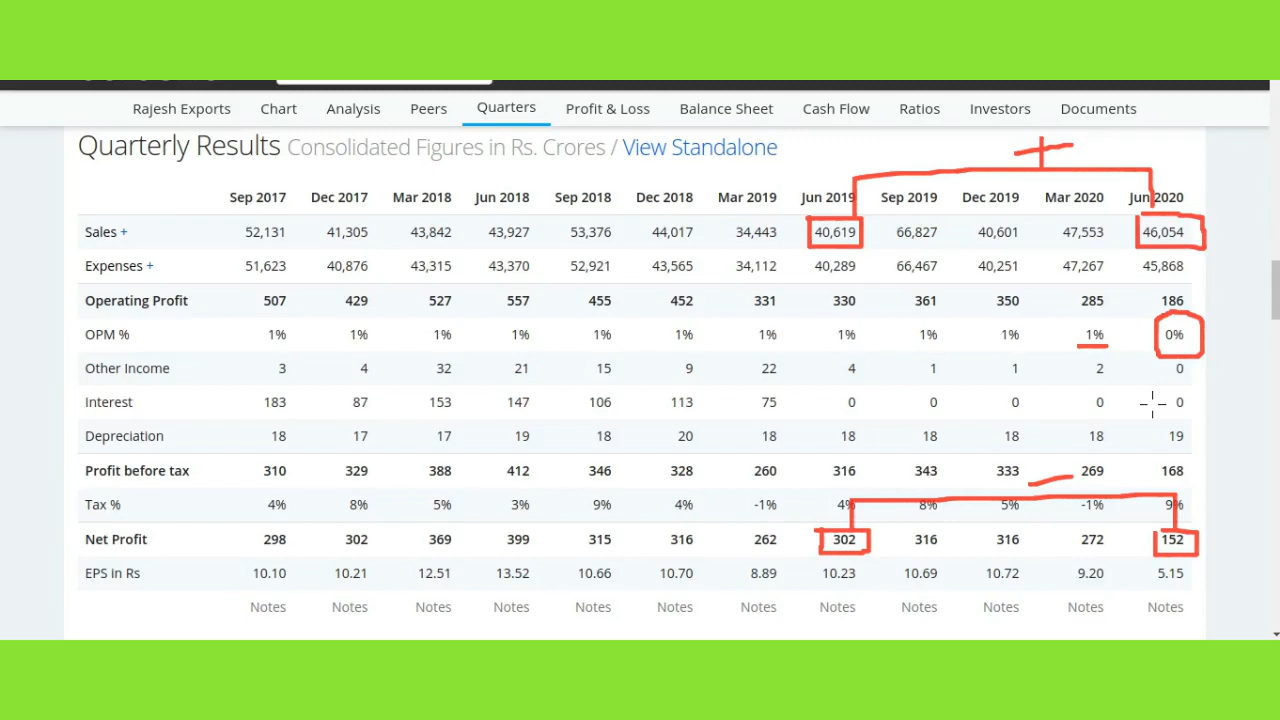 Rajesh Exports Chart Analysis Peers Quarters Profit & Loss Balance Sheet Cash Flow Ratios Investors Documents
Quarterly Results Consolidated Figures in Rs. Crores / View Standalone
Sep 2017 Dec 2017 Mar 2018 Jun 2018 Sep 2018 Dec 2018 Mar 2019 Jun 2019 Sep 2019 Dec 2019 Mar 2020 Jun 2020
Sales + 52,131 41,305 43,842 43,927 53,376 44,017 34,443 40,619 66,827 40,601 47,553 46,054
Expenses + 51,623 40,876 43,315 43,370 52,921 43,565 34,112 40,289 66,467 40,251 47,267 45,868
Operating Profit 507 429 527 557 455 452 331 330 361 350 285 186
OPM % 1% 1% 1% 1% 1% 1% 1% 1% 1% 1% 1% 0%
Other Income 3 4 32 21 15 9 22 4 1 1 2 0
Interest 183 87 153 147 106 113 75 0 0 0 0 0
Depreciation 18 17 17 19 18 20 18 18 18 18 18 19
Profit before tax 310 329 388 412 346 328 260 316 343 333 269 168
Tax % 4% 8% 5% 3% 9% 4% -1% 4% 8% 5% -1% 9%
Net Profit 298 302 369 399 315 316 262 302 316 316 272 152
EPS in Rs 10.10 10.21 12.51 13.52 10.66 10.70 8.89 10.23 10.69 10.72 9.20 5.15
Notes Notes Notes Notes Notes Notes Notes Notes Notes Notes Notes Notes